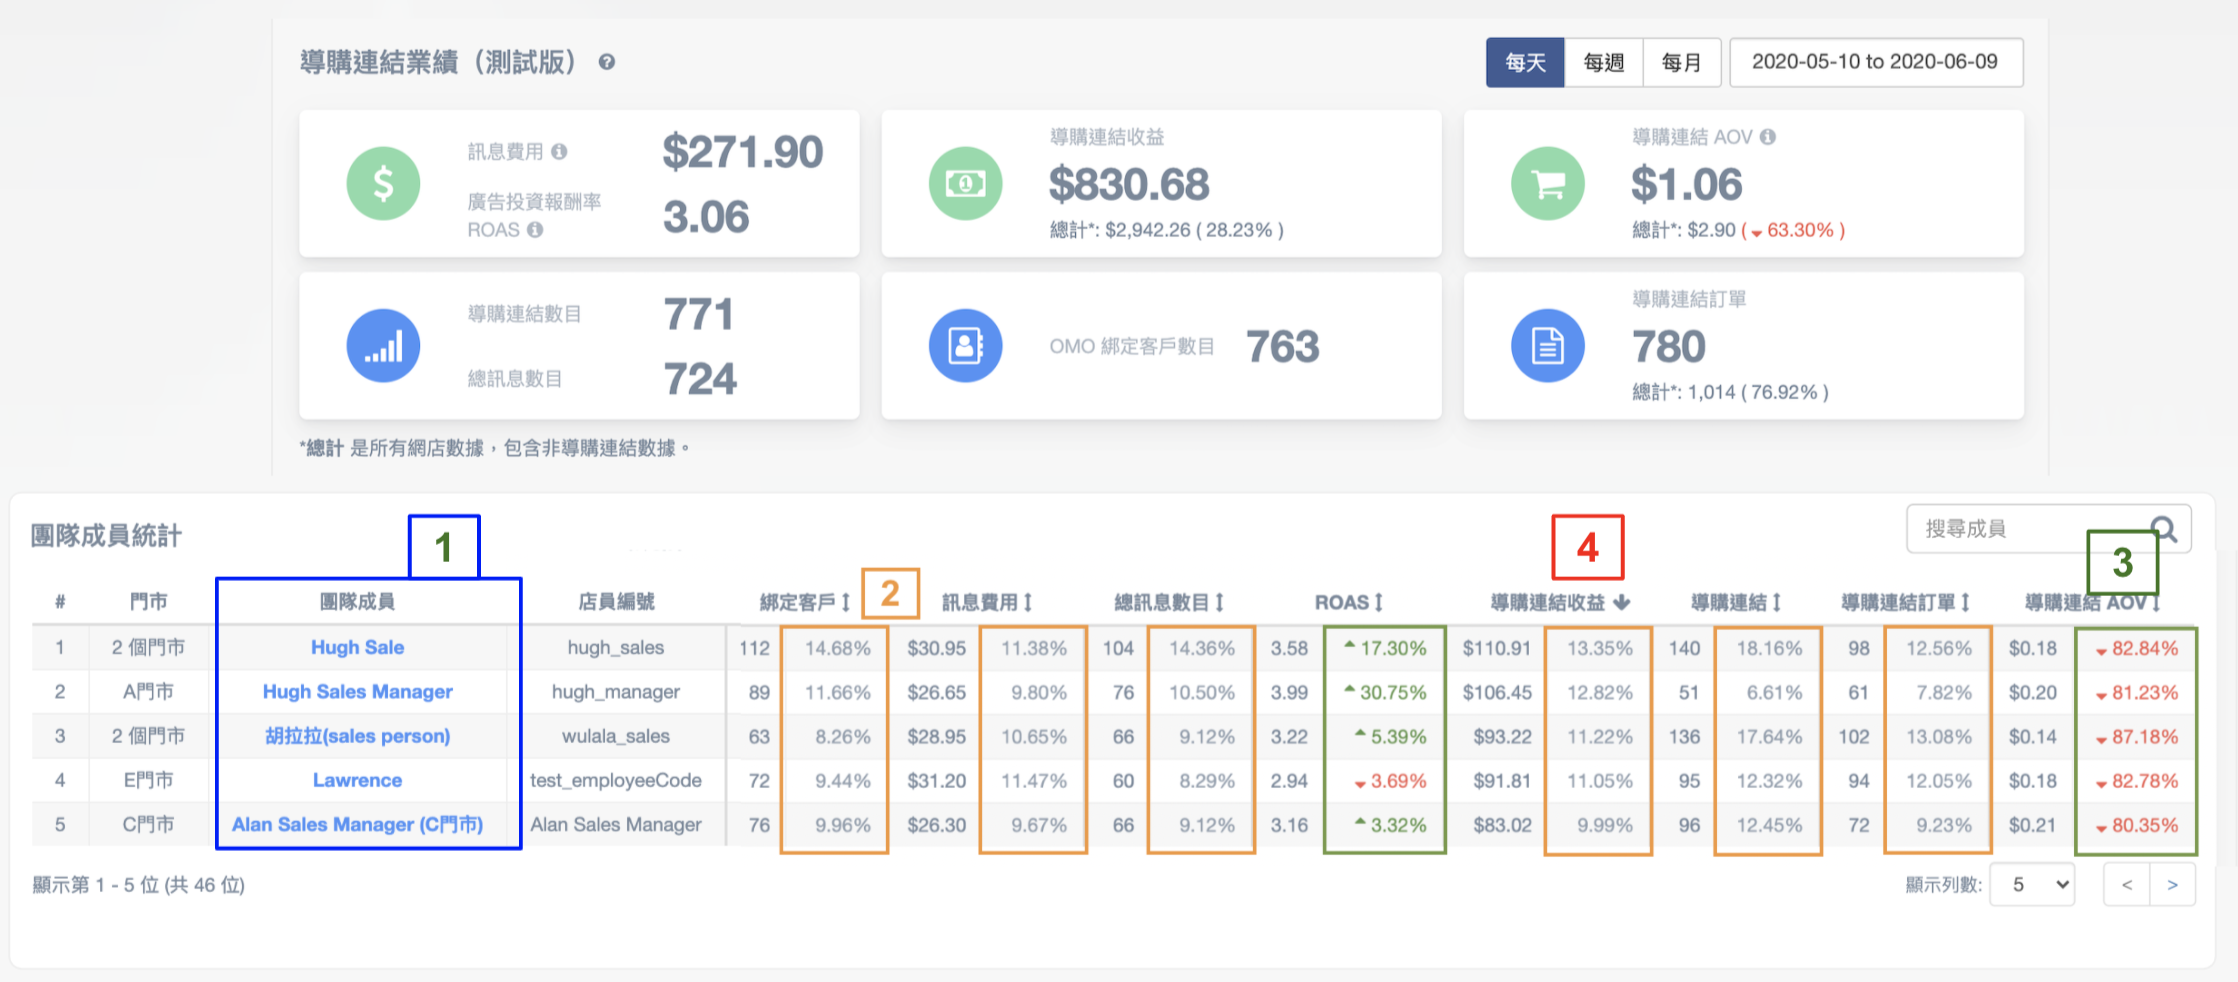 導購連結業績（測試版）
每天 每週 每月 2020-05-10 to 2020-06-09
訊息費用 $271.90
廣告投資報酬率
ROAS 3.06
導購連結收益
$830.68
總計*: $2,942.26 ( 28.23% )
導購連結 AOV
$1.06
總計*: $2.90 ( 63.30% )
導購連結數目 771
總訊息數目 724
OMO 綁定客戶數目 763
導購連結訂單
780
總計*: 1,014 ( 76.92% )
*總計 是所有網店數據，包含非導購連結數據。
團隊成員統計
搜尋成員
1
2
4
3
# 門市 團隊成員 店員編號 綁定客戶 訊息費用 總訊息數目 ROAS 導購連結收益 導購連結 導購連結訂單 導購連結 AOV
1 2 個門市 Hugh Sale hugh_sales 112 14.68% $30.95 11.38% 104 14.36% 3.58 17.30% $110.91 13.35% 140 18.16% 98 12.56% $0.18 82.84%
2 A門市 Hugh Sales Manager hugh_manager 89 11.66% $26.65 9.80% 76 10.50% 3.99 30.75% $106.45 12.82% 51 6.61% 61 7.82% $0.20 81.23%
3 2 個門市 胡拉拉(sales person) wulala_sales 63 8.26% $28.95 10.65% 66 9.12% 3.22 5.39% $93.22 11.22% 136 17.64% 102 13.08% $0.14 87.18%
4 E門市 Lawrence test_employeeCode 72 9.44% $31.20 11.47% 60 8.29% 2.94 3.69% $91.81 11.05% 95 12.32% 94 12.05% $0.18 82.78%
5 C門市 Alan Sales Manager (C門市) Alan Sales Manager 76 9.96% $26.30 9.67% 66 9.12% 3.16 3.32% $83.02 9.99% 96 12.45% 72 9.23% $0.21 80.35%
顯示第 1 - 5 位 (共 46 位)
顯示列數: 5 < >